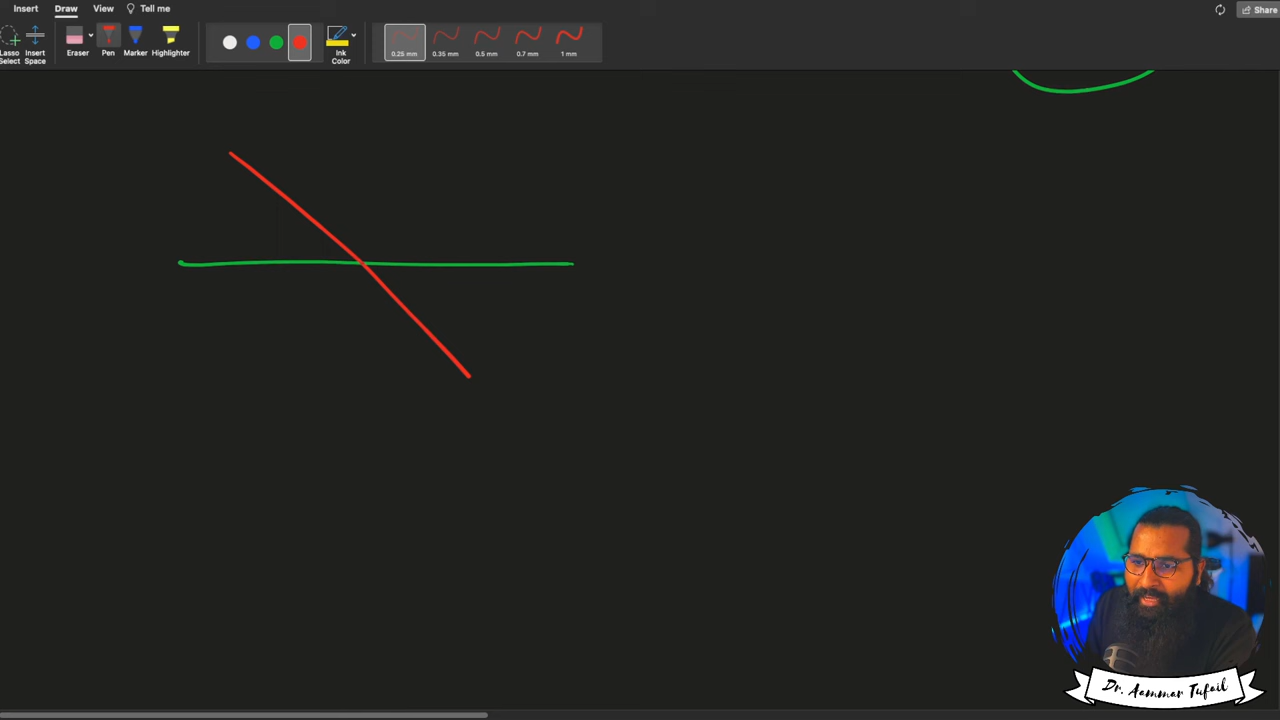 Insert Draw View Tell me
Share
Lasso Select
Insert Space
Eraser
Pen
Marker
Highlighter
Ink Color
0.25 mm
0.35 mm
0.5 mm
0.7 mm
1 mm
Dr. Aammar Tufail